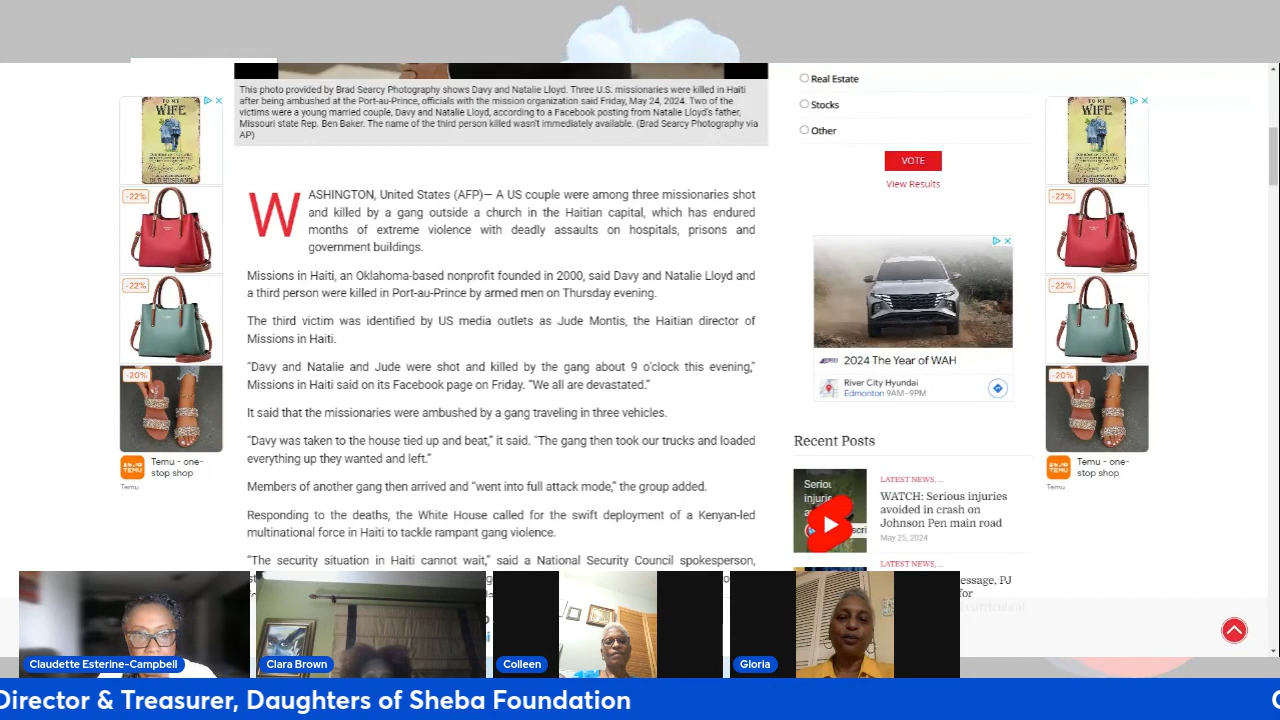 This photo provided by Brad Searcy Photography shows Davy and Natalie Lloyd. Three U.S. missionaries were killed in Haiti
after being ambushed at the Port-au-Prince, officials with the mission organization said Friday, May 24, 2024. Two of the
victims were a young married couple, Davy and Natalie Lloyd, according to a Facebook posting from Natalie Lloyd's father,
Missouri state Rep. Ben Baker. The name of the third person killed wasn't immediately available. (Brad Searcy Photography via
AP)
WASHINGTON, United States (AFP)— A US couple were among three missionaries shot
and killed by a gang outside a church in the Haitian capital, which has endured
months of extreme violence with deadly assaults on hospitals, prisons and
government buildings.
Missions in Haiti, an Oklahoma-based nonprofit founded in 2000, said Davy and Natalie Lloyd and
a third person were killed in Port-au-Prince by armed men on Thursday evening.
The third victim was identified by US media outlets as Jude Montis, the Haitian director of
Missions in Haiti.
“Davy and Natalie and Jude were shot and killed by the gang about 9 o'clock this evening,”
Missions in Haiti said on its Facebook page on Friday. “We all are devastated.”
It said that the missionaries were ambushed by a gang traveling in three vehicles.
“Davy was taken to the house tied up and beat,” it said. “The gang then took our trucks and loaded
everything up they wanted and left.”
Members of another gang then arrived and “went into full attack mode,” the group added.
Responding to the deaths, the White House called for the swift deployment of a Kenyan-led
multinational force in Haiti to tackle rampant gang violence.
“The security situation in Haiti cannot wait,” said a National Security Council spokesperson,
Real Estate
Stocks
Other
VOTE
View Results
2024 The Year of WAH
River City Hyundai
Edmonton 9AM–9PM
Recent Posts
LATEST NEWS, ...
WATCH: Serious injuries
avoided in crash on
Johnson Pen main road
May 25, 2024
LATEST NEWS, ...
essage, PJ
for
TO MY
WIFE
OLD HUSBAND
-22%
-22%
-20%
TEMU
Temu - one-
stop shop
Temu
TO MY
WIFE
OLD HUSBAND
-22%
-22%
-20%
TEMU
Temu - one-
stop shop
Temu
Claudette Esterine-Campbell
Clara Brown
Colleen
Gloria
Director & Treasurer, Daughters of Sheba Foundation